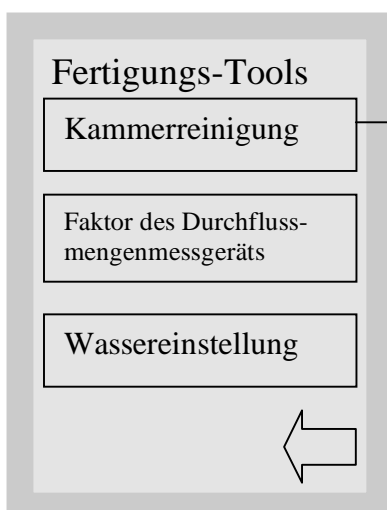 Fertigungs-Tools
Kammerreinigung
Faktor des Durchfluss-
mengenmessgeräts
Wassereinstellung